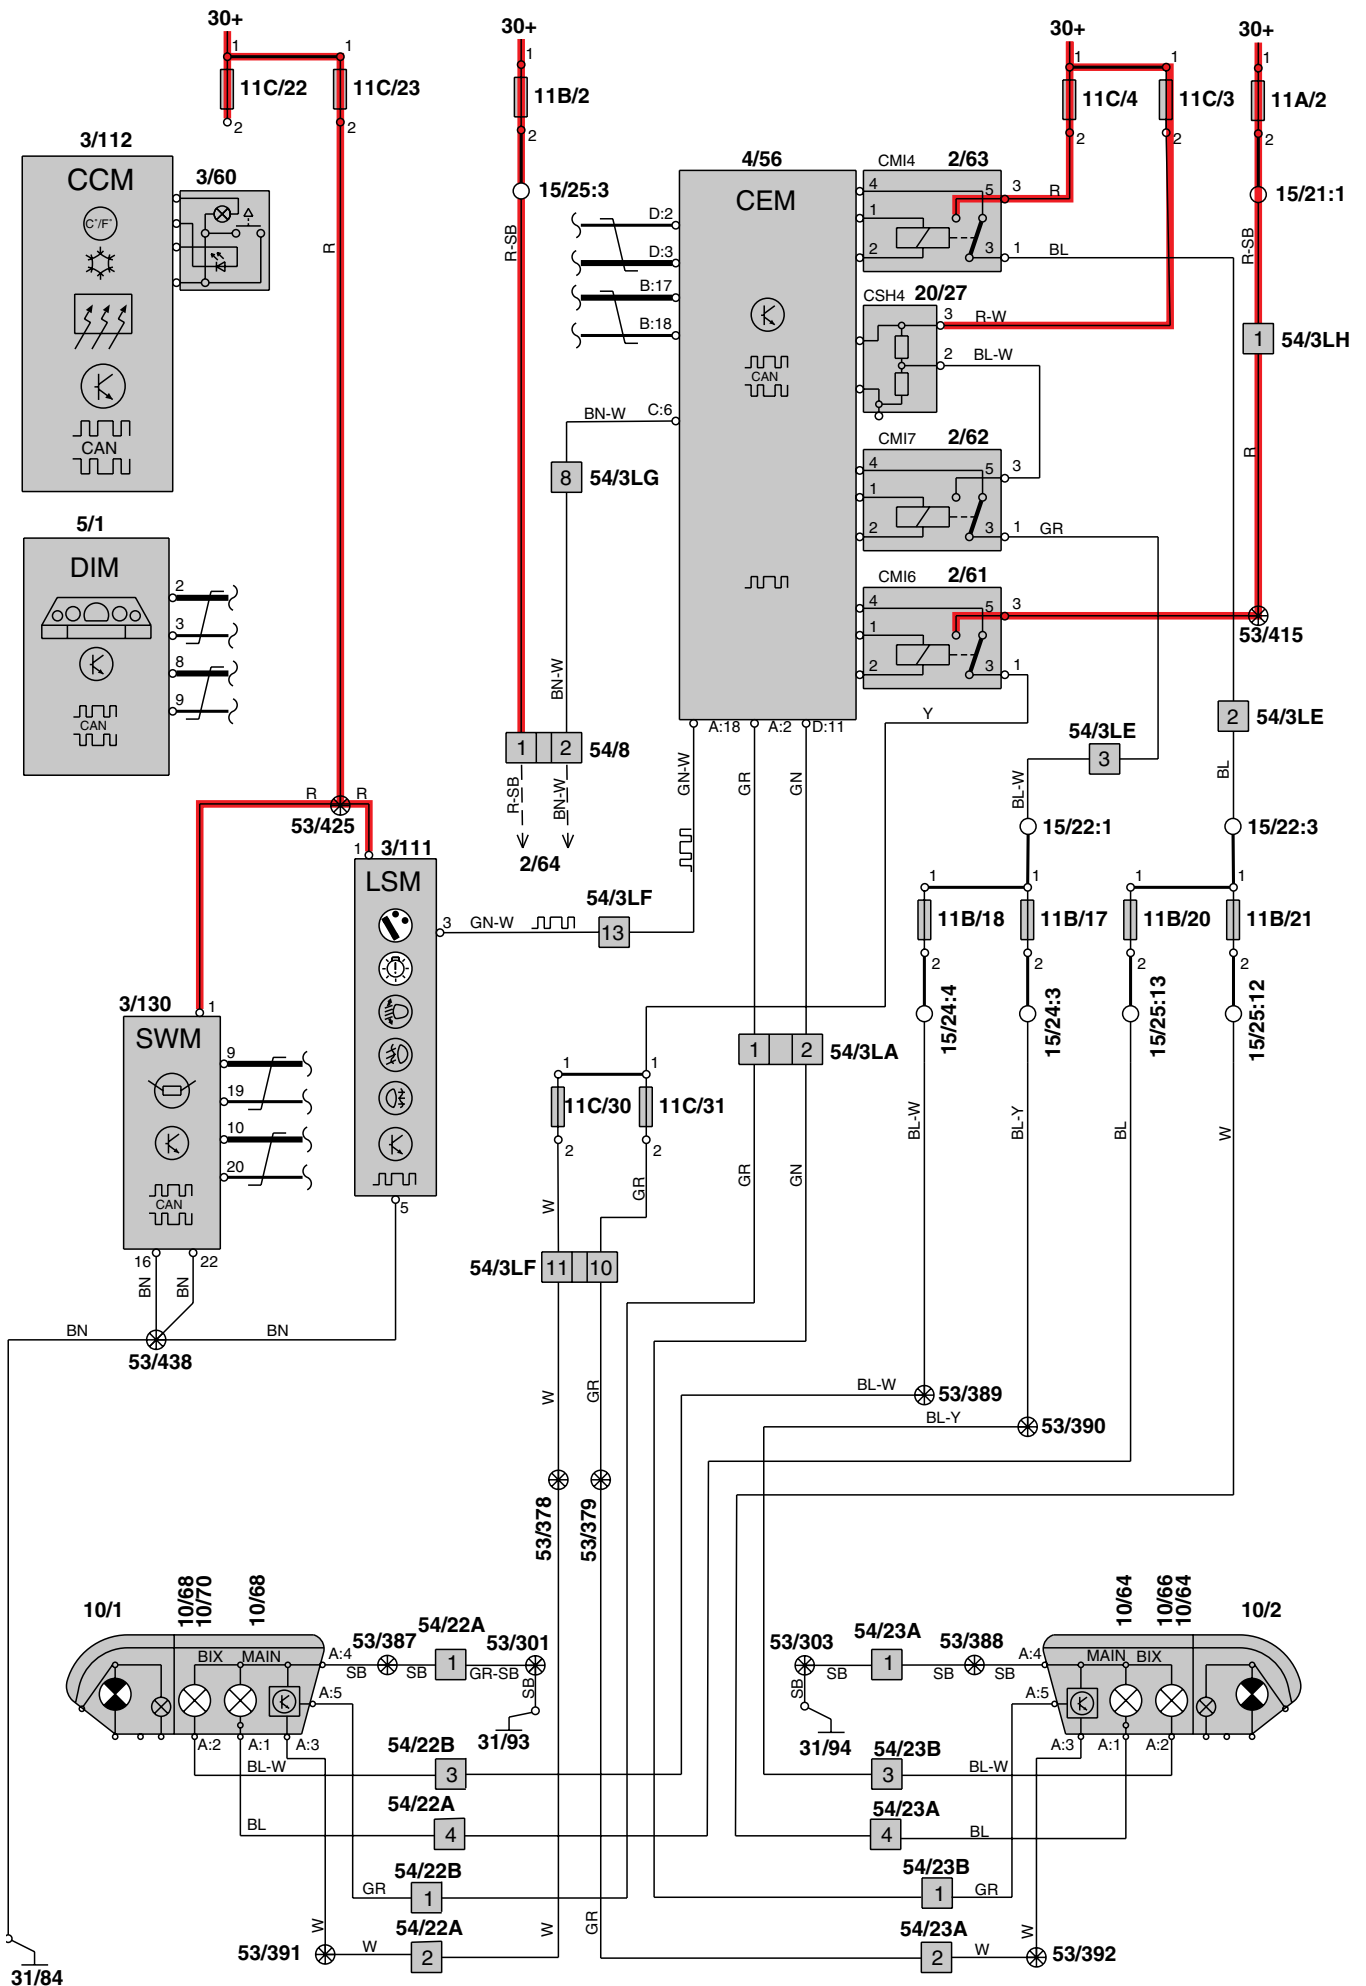 30+
30+
30+
30+
1
1
1
1
1
1
11C/22
11C/23
11B/2
11C/4
11C/3
11A/2
2
2
2
2
2
2
3/112
CCM
C°/F°
CAN
3/60
R
15/25:3
R-SB
4/56
CEM
CAN
D:2
D:3
B:17
B:18
C:6
BN-W
8
54/3LG
BN-W
CMI4
2/63
4
1
2
5
3
3
R
1
BL
15/21:1
R-SB
CSH4
20/27
3
R-W
2
BL-W
1
54/3LH
R
CMI7
2/62
4
1
2
5
3
3
1
GR
CMI6
2/61
4
1
2
5
3
3
1
53/415
5/1
DIM
2
3
8
9
CAN
A:18
A:2
D:11
Y
GN-W
GR
GN
1
2
54/8
R-SB
BN-W
2/64
54/3LE
3
BL-W
2
54/3LE
BL
R
R
53/425
15/22:1
15/22:3
1
3/111
LSM
3
GN-W
54/3LF
13
5
1
1
1
1
11B/18
11B/17
11B/20
11B/21
2
2
2
2
15/24:4
15/24:3
15/25:13
15/25:12
3/130
1
SWM
9
19
10
20
CAN
16
22
BN
BN
BN
BN
53/438
1
2
54/3LA
1
1
11C/30
11C/31
2
2
W
GR
GR
GN
BL-W
BL-Y
BL
W
54/3LF
11
10
W
GR
BL-W
53/389
BL-Y
53/390
53/378
53/379
10/1
10/68
10/70
10/68
BIX
MAIN
A:4
A:5
A:2
A:1
A:3
53/387
54/22A
53/301
SB
SB
1
GR-SB
SB
31/93
53/303
54/23A
53/388
SB
1
SB
SB
SB
31/94
10/64
10/66
10/64
10/2
A:4
MAIN
BIX
A:5
A:3
A:1
A:2
54/22B
BL-W
3
54/23B
3
BL-W
54/22A
BL
4
54/23A
4
BL
54/22B
GR
1
54/23B
1
GR
54/22A
W
53/391
W
2
W
GR
54/23A
2
W
W
53/392
31/84